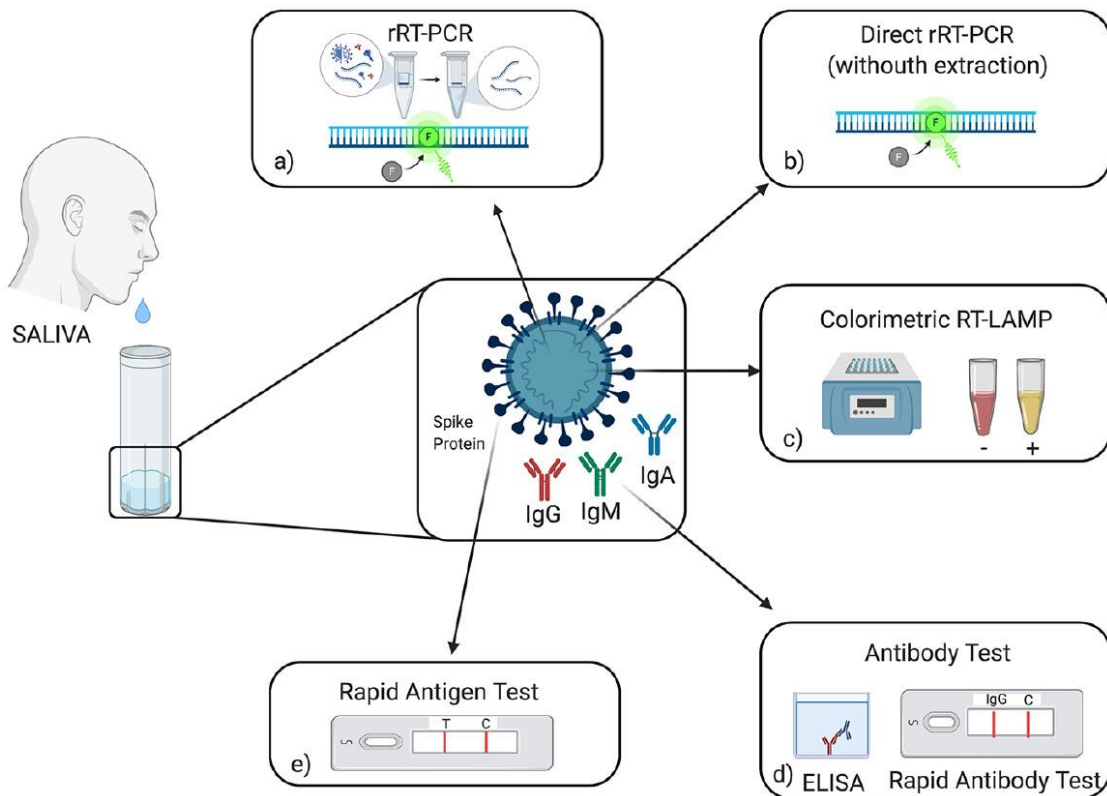 rRT-PCR
F
F
a)
Direct rRT-PCR
(withouth extraction)
F
F
b)
SALIVA
Colorimetric RT-LAMP
- +
c)
Spike
Protein
IgA
IgG
IgM
Rapid Antigen Test
T C
S
e)
Antibody Test
IgG C
S
d)
ELISA
Rapid Antibody Test